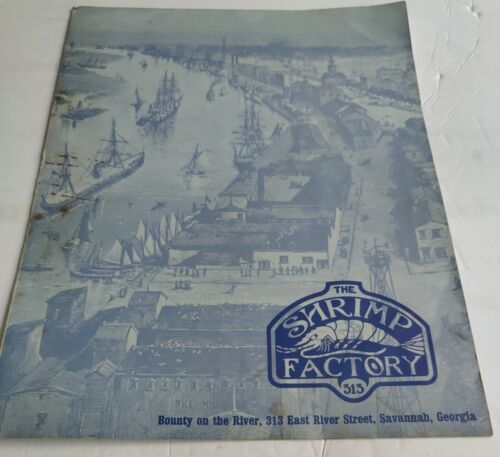 THE
SHRIMP
FACTORY
313
Bounty on the River, 313 East River Street, Savannah, Georgia